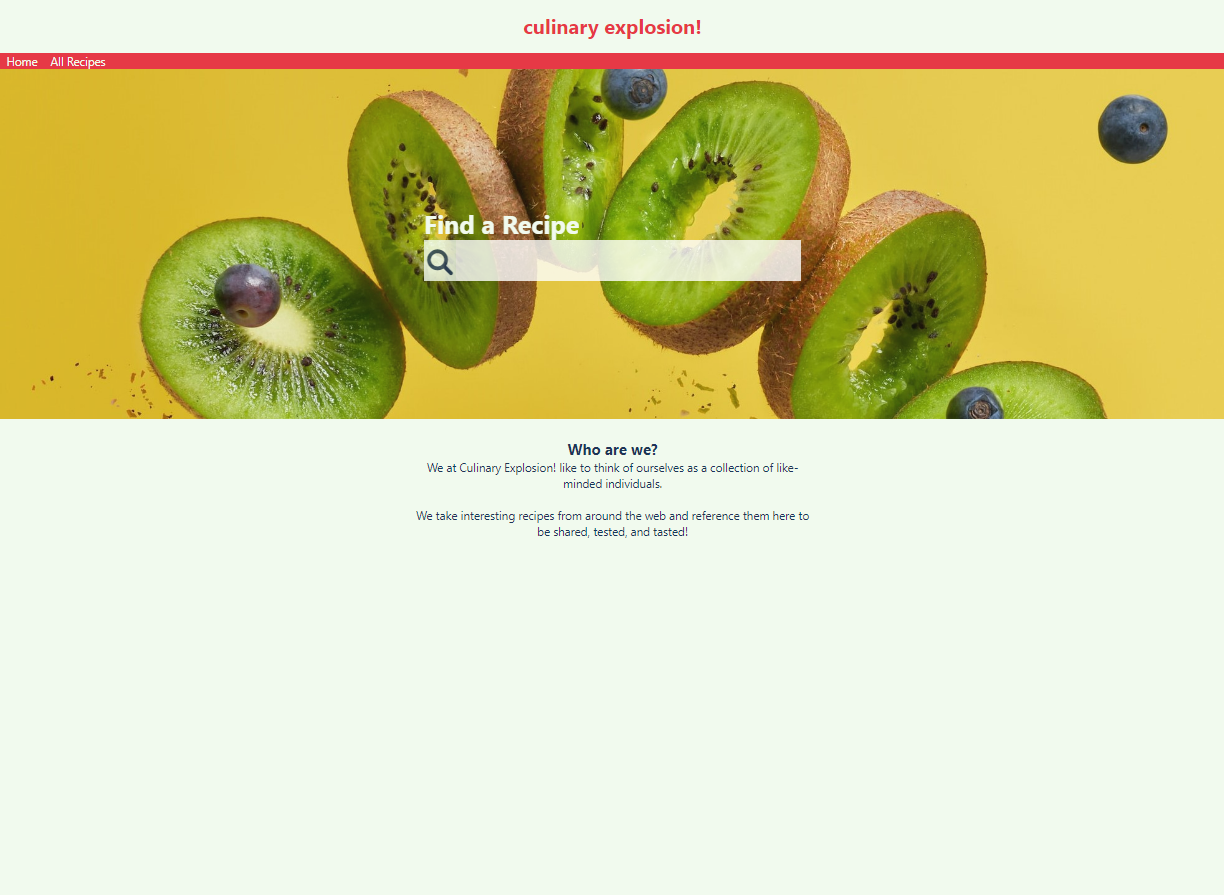 culinary explosion!
Home All Recipes
Find a Recipe
Who are we?
We at Culinary Explosion! like to think of ourselves as a collection of like-
minded individuals.
We take interesting recipes from around the web and reference them here to
be shared, tested, and tasted!